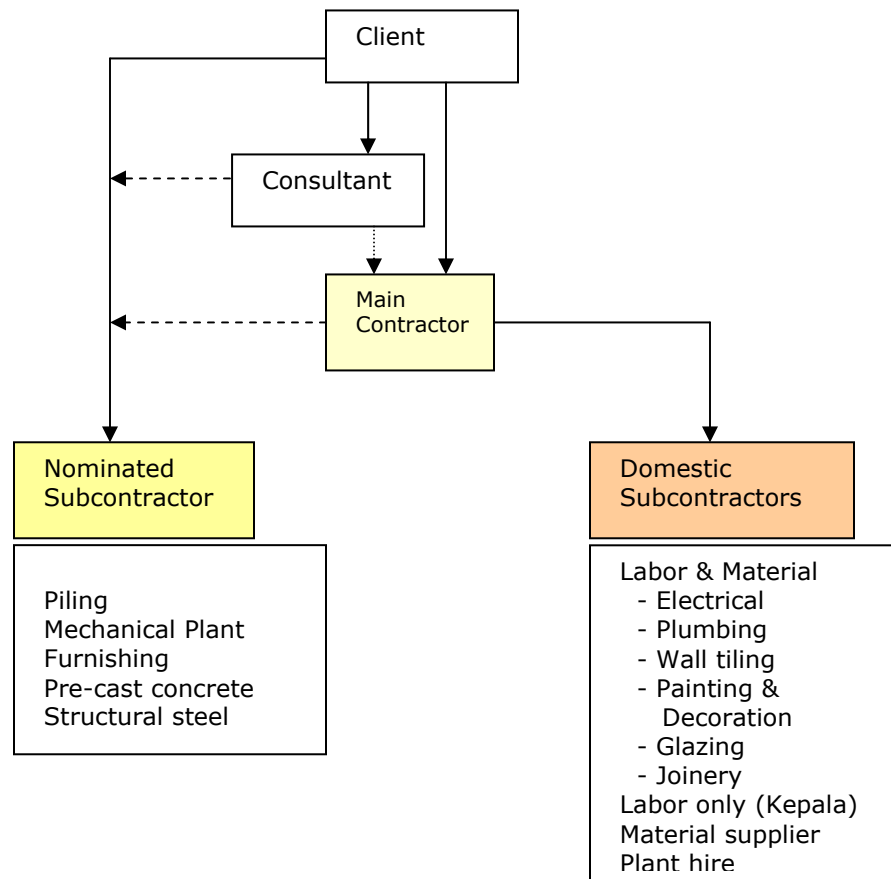 Client
Consultant
Main
Contractor
Nominated
Subcontractor
Piling
Mechanical Plant
Furnishing
Pre-cast concrete
Structural steel
Domestic
Subcontractors
Labor & Material
- Electrical
- Plumbing
- Wall tiling
- Painting &
Decoration
- Glazing
- Joinery
Labor only (Kepala)
Material supplier
Plant hire